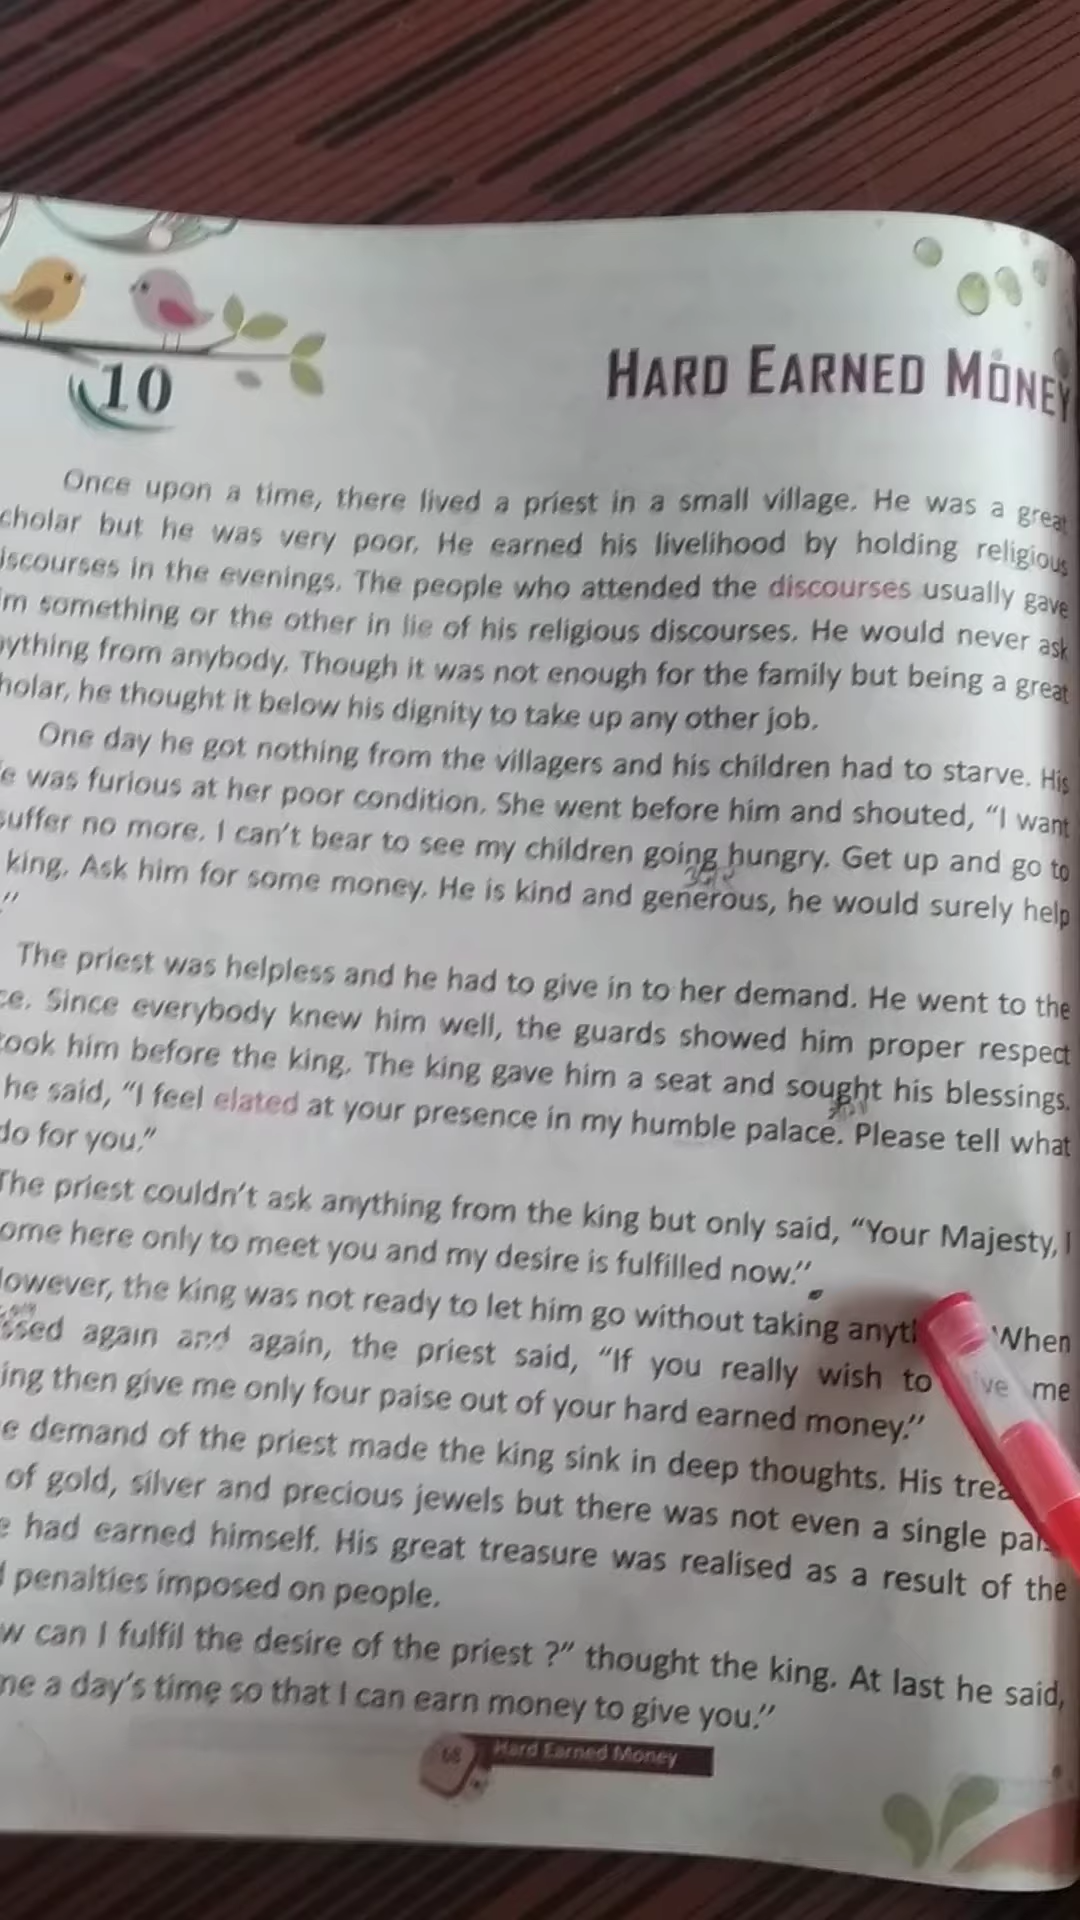 10
HARD EARNED MONEY
Once upon a time, there lived a priest in a small village. He was a great
cholar but he was very poor. He earned his livelihood by holding religious
iscourses in the evenings. The people who attended the discourses usually gave
im something or the other in lie of his religious discourses. He would never ask
ything from anybody. Though it was not enough for the family but being a great
holar, he thought it below his dignity to take up any other job.
One day he got nothing from the villagers and his children had to starve. His
e was furious at her poor condition. She went before him and shouted, “I want
suffer no more. I can’t bear to see my children going hungry. Get up and go to
king. Ask him for some money. He is kind and generous, he would surely help
.”
The priest was helpless and he had to give in to her demand. He went to the
ce. Since everybody knew him well, the guards showed him proper respect
took him before the king. The king gave him a seat and sought his blessings.
he said, “I feel elated at your presence in my humble palace. Please tell what
do for you.”
The priest couldn’t ask anything from the king but only said, “Your Majesty, I
ome here only to meet you and my desire is fulfilled now.”
However, the king was not ready to let him go without taking anyt When
ssed again and again, the priest said, “If you really wish to ive me
ing then give me only four paise out of your hard earned money.”
e demand of the priest made the king sink in deep thoughts. His trea
of gold, silver and precious jewels but there was not even a single pai
e had earned himself. His great treasure was realised as a result of the
penalties imposed on people.
w can I fulfil the desire of the priest ?” thought the king. At last he said,
me a day’s time so that I can earn money to give you.”
68 Hard Earned Money